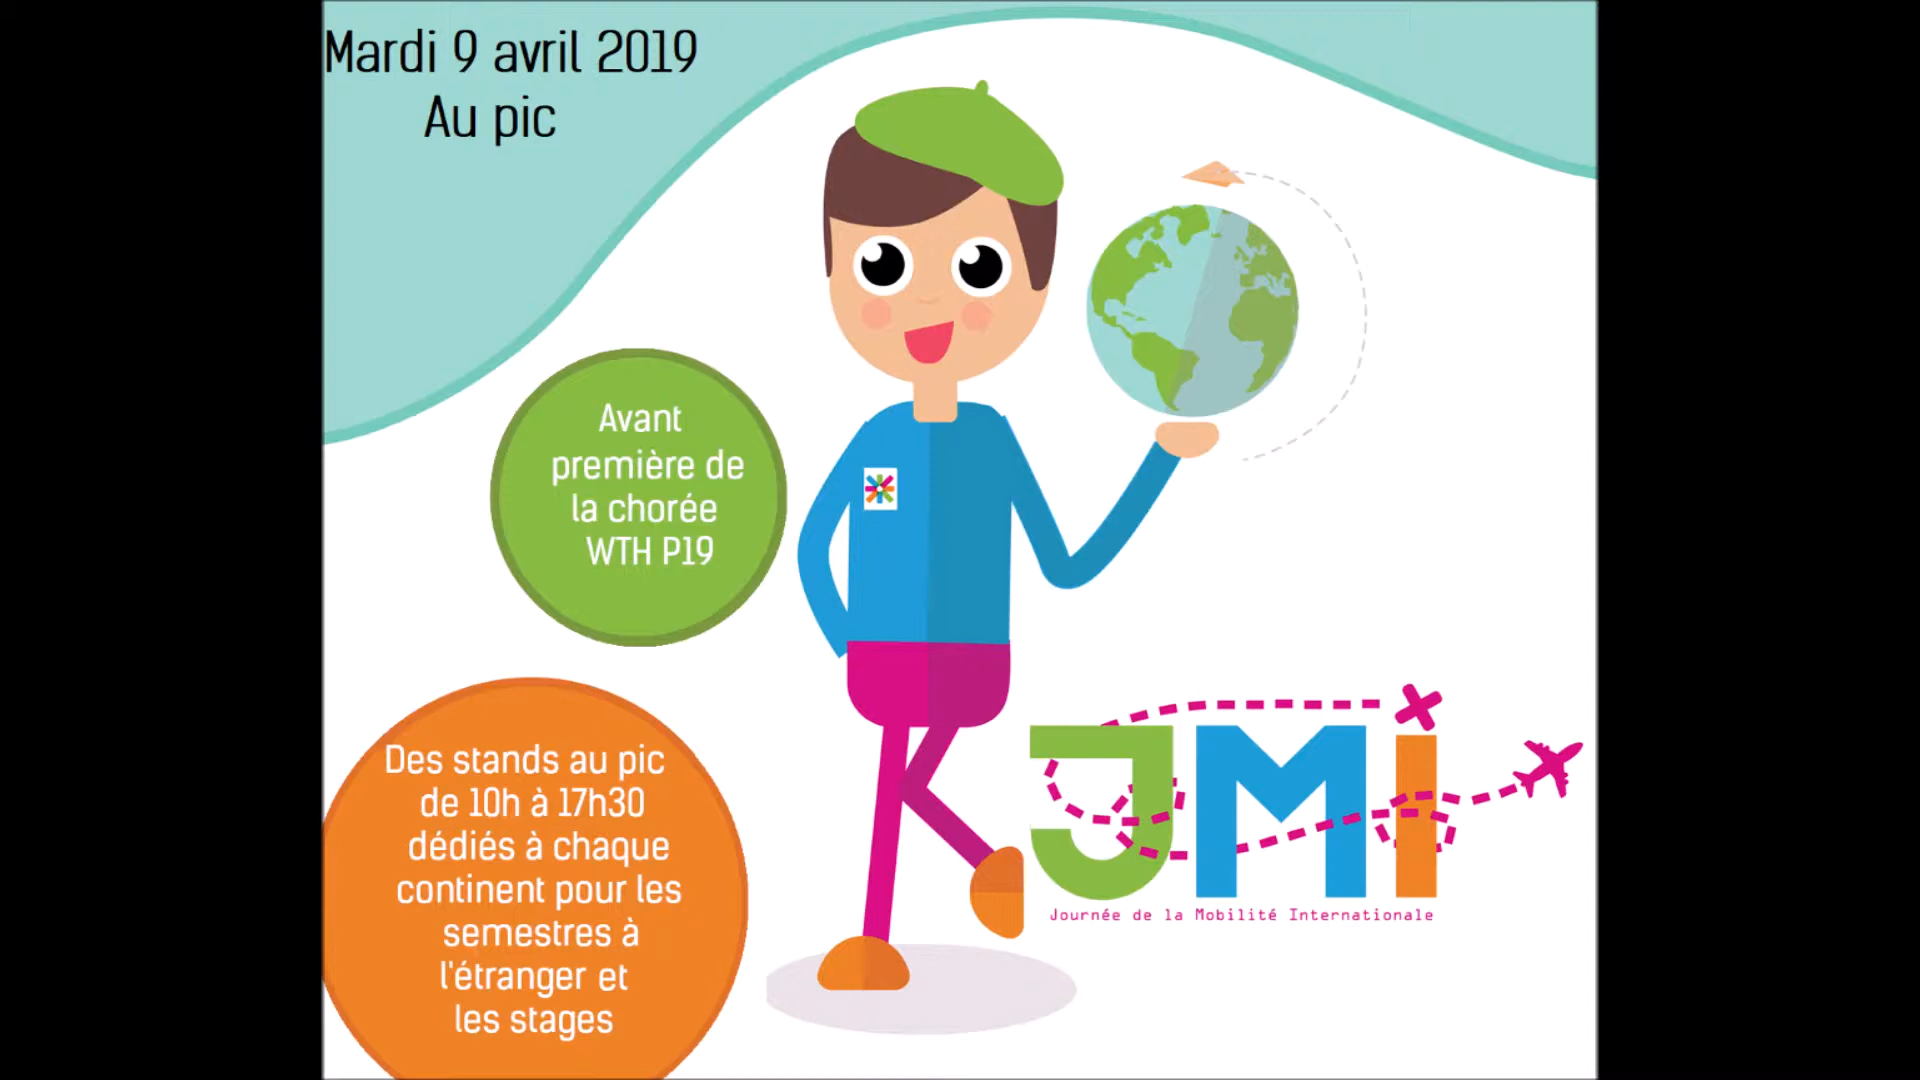 Mardi 9 avril 2019
Au pic
Avant
première de
la chorée
WTH P19
Des stands au pic
de 10h à 17h30
dédiés à chaque
continent pour les
semestres à
l'étranger et
les stages
JMI
Journée de la Mobilité Internationale